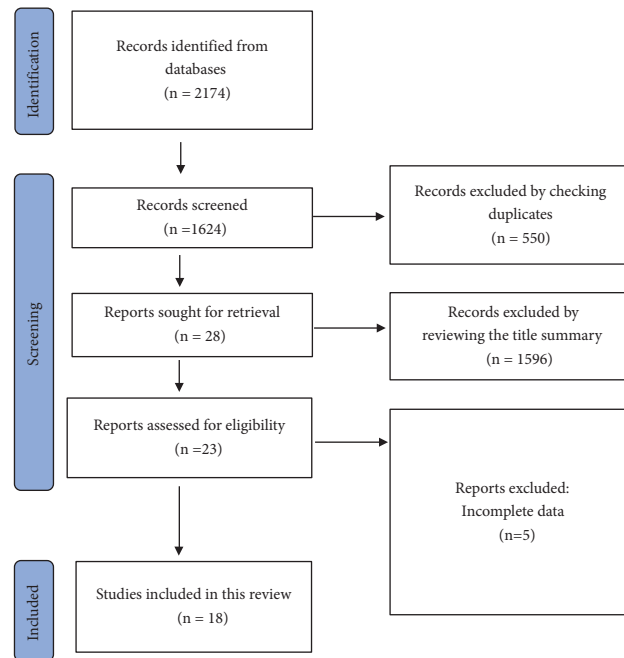 Identification
Records identified from
databases
(n = 2174)
Screening
Records screened
(n =1624)
Records excluded by checking
duplicates
(n = 550)
Reports sought for retrieval
(n = 28)
Records excluded by
reviewing the title summary
(n = 1596)
Reports assessed for eligibility
(n =23)
Reports excluded:
Incomplete data
(n=5)
Included
Studies included in this review
(n = 18)